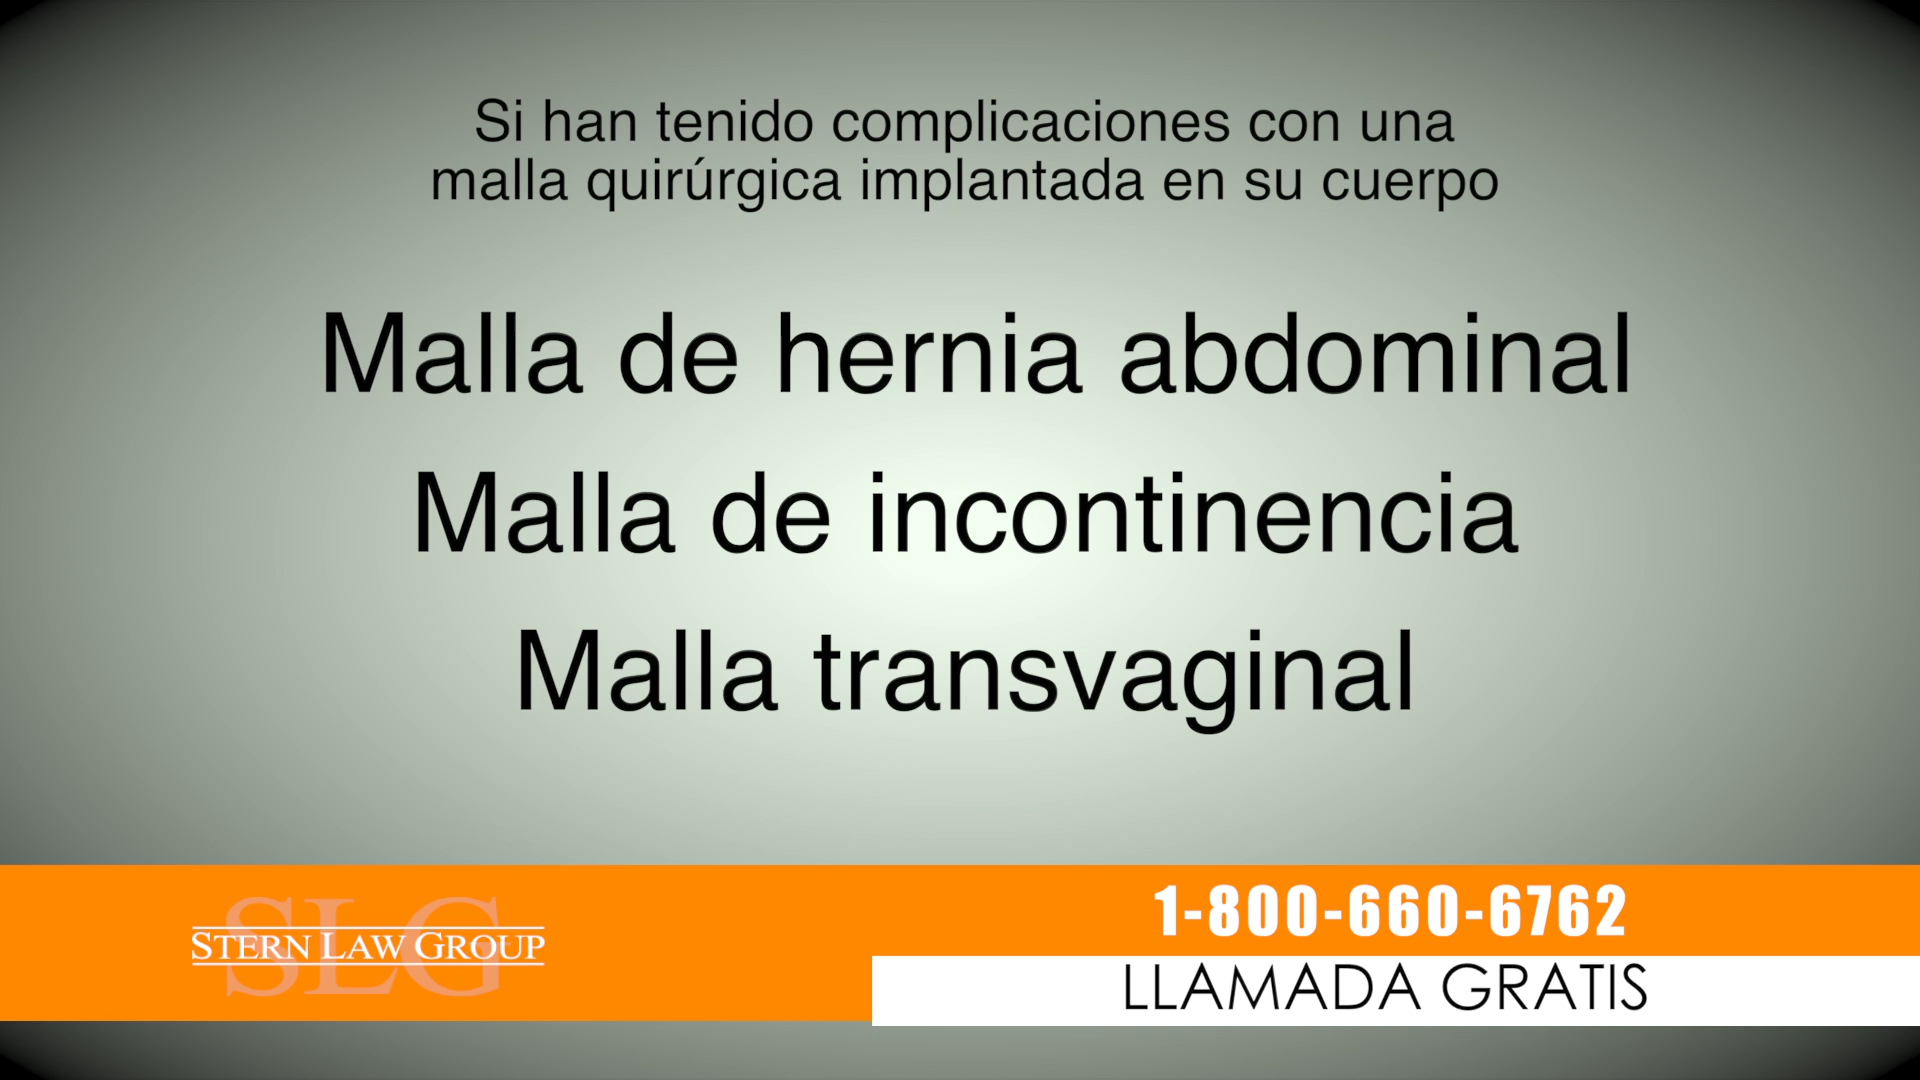 Si han tenido complicaciones con una
malla quirúrgica implantada en su cuerpo
Malla de hernia abdominal
Malla de incontinencia
Malla transvaginal
SLG
STERN LAW GROUP
1-800-660-6762
LLAMADA GRATIS